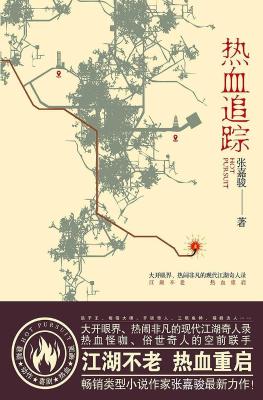 热血追踪
HOT
PURSUIT
张嘉骏——著
大开眼界、热闹非凡的现代江湖奇人录
江湖不老 热血重启
大开眼界、热闹非凡的现代江湖奇人录
热血怪咖、俗世奇人的空前联手
江湖不老 热血重启
畅销类型小说作家张嘉骏最新力作!
HOT PURSUIT